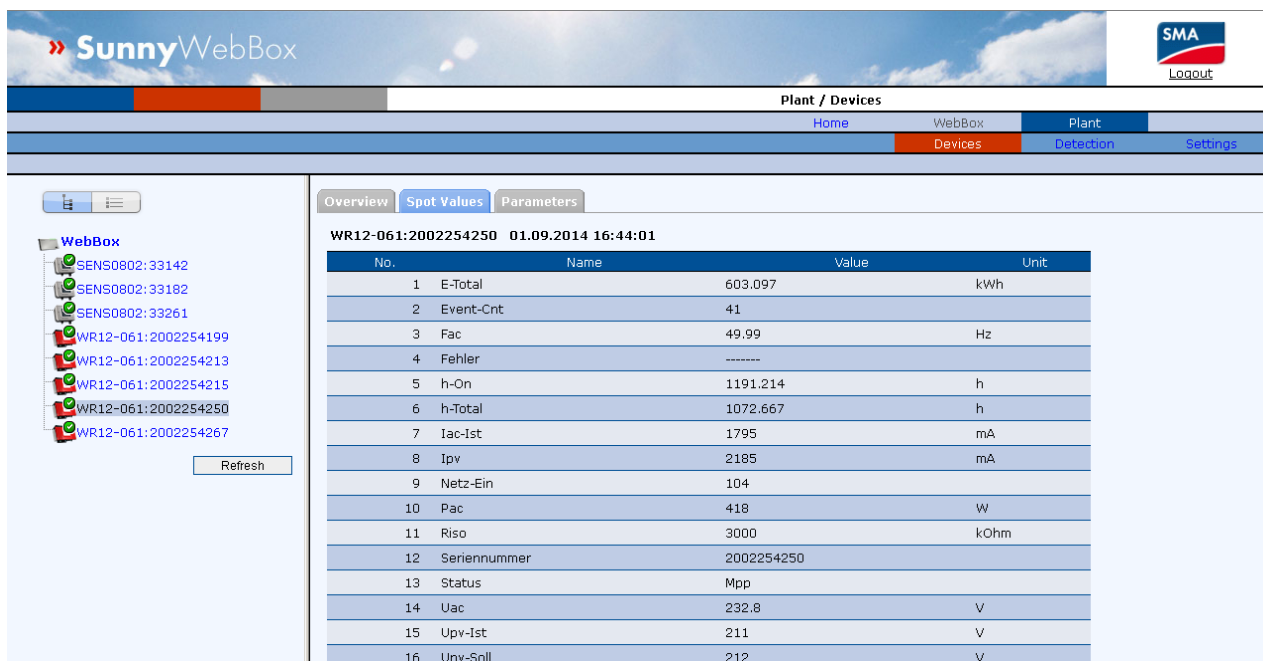 » SunnyWebBox
SMA
Logout
Plant / Devices
Home WebBox Plant
Devices Detection Settings
WebBox
SENS0802:33142
SENS0802:33182
SENS0802:33261
WR12-061:2002254199
WR12-061:2002254213
WR12-061:2002254215
WR12-061:2002254250
WR12-061:2002254267
Refresh
Overview Spot Values Parameters
WR12-061:2002254250 01.09.2014 16:44:01
No. Name Value Unit
1 E-Total 603.097 kWh
2 Event-Cnt 41
3 Fac 49.99 Hz
4 Fehler -------
5 h-On 1191.214 h
6 h-Total 1072.667 h
7 Iac-Ist 1795 mA
8 Ipv 2185 mA
9 Netz-Ein 104
10 Pac 418 W
11 Riso 3000 kOhm
12 Seriennummer 2002254250
13 Status Mpp
14 Uac 232.8 V
15 Upv-Ist 211 V
16 Upv-Soll 212 V